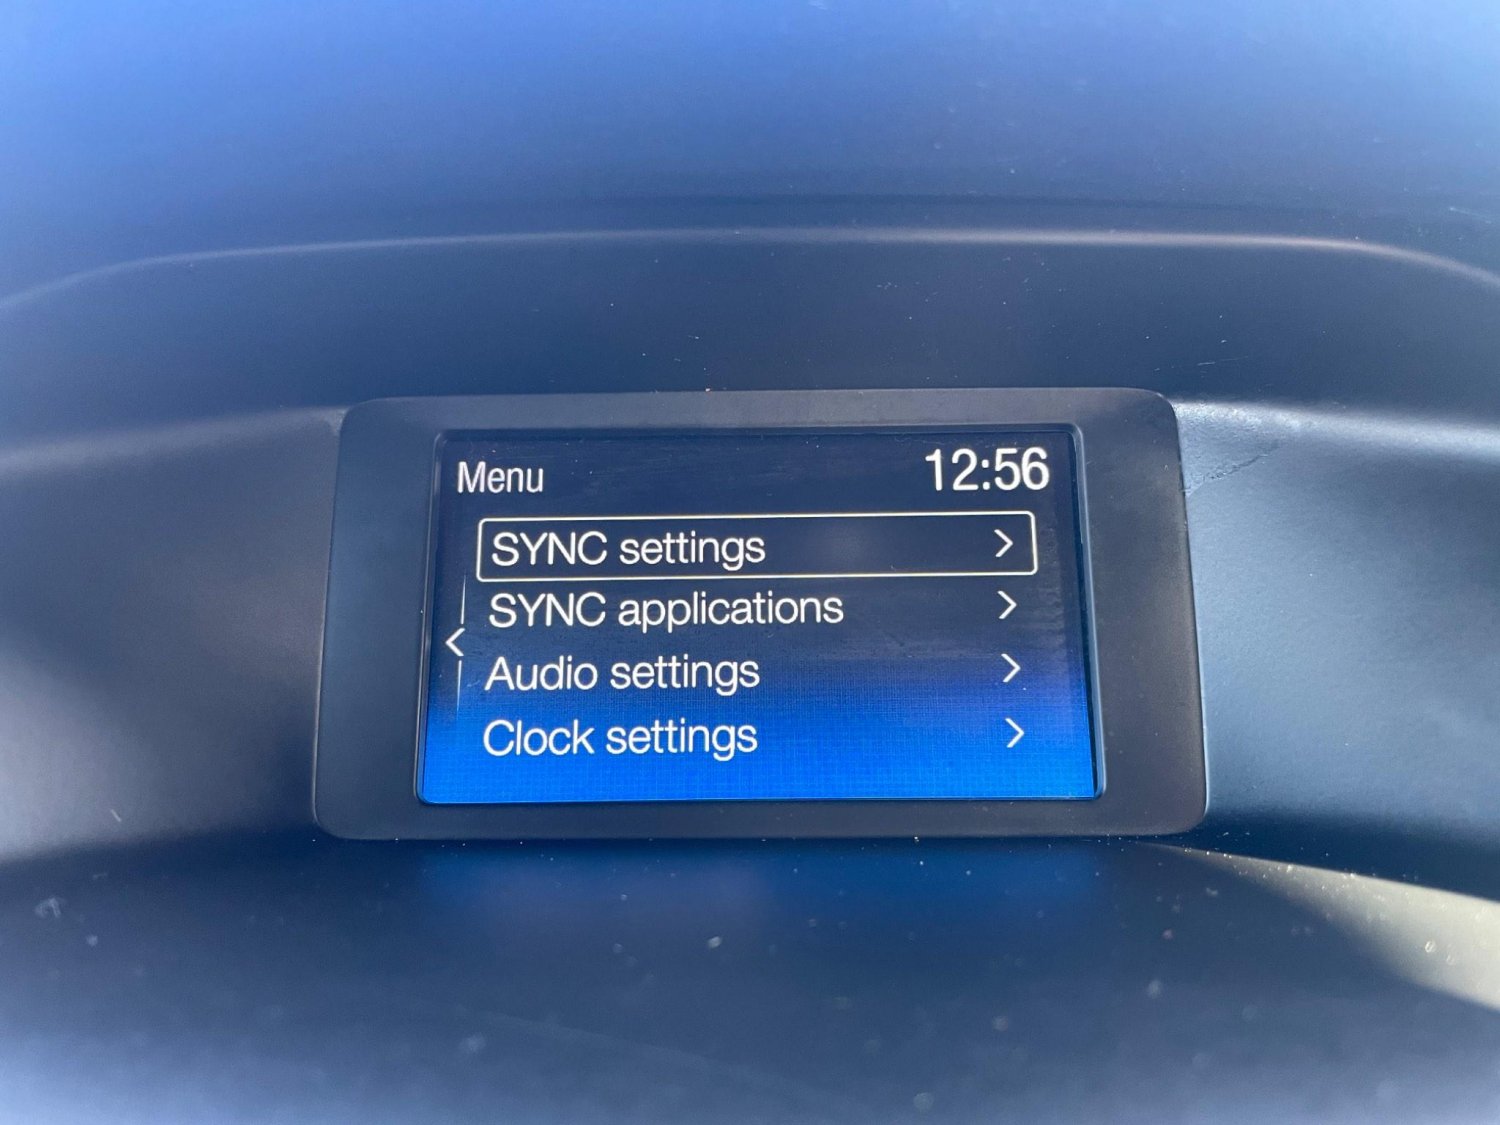 Menu 12:56
SYNC settings
SYNC applications
Audio settings
Clock settings